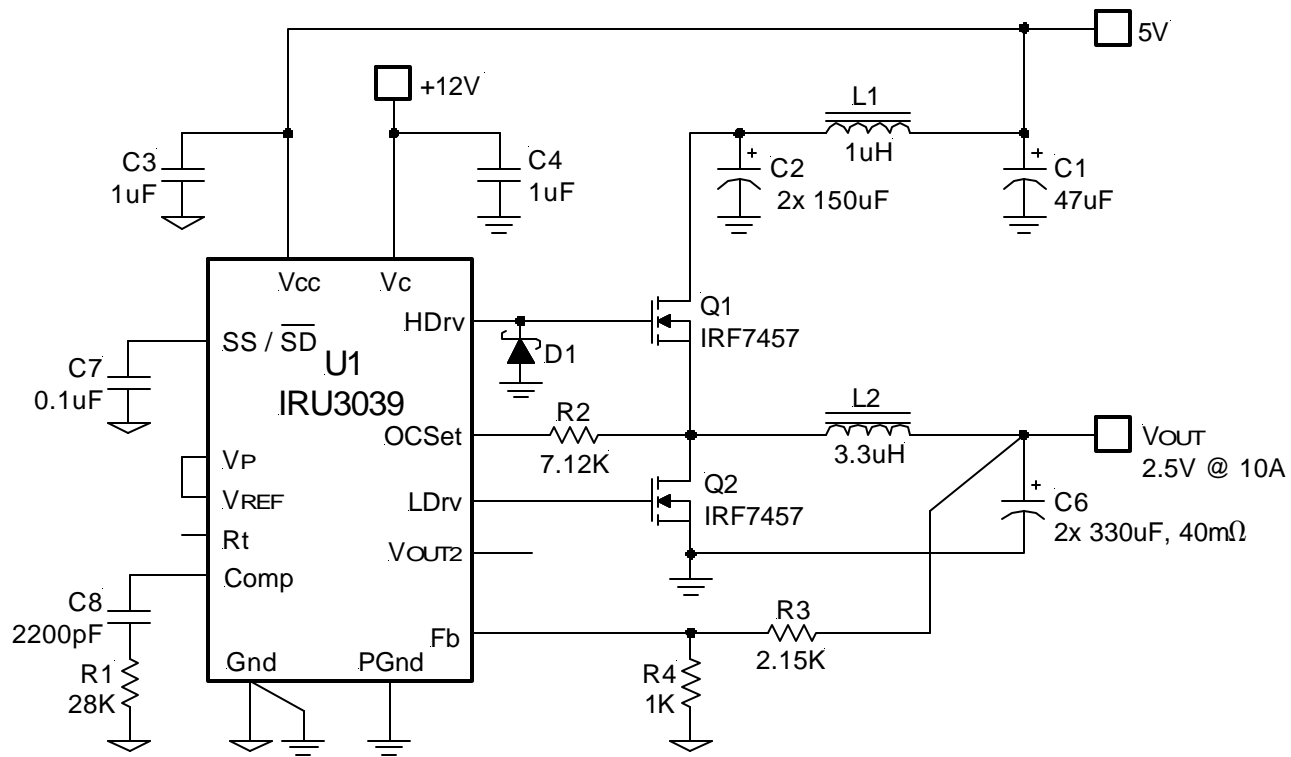 5V
+12V
L1
1uH
C3
1uF
C4
1uF
+
C2
2x 150uF
+
C1
47uF
Vcc
Vc
HDrv
Q1
IRF7457
D1
SS / SD
U1
IRU3039
C7
0.1uF
OCSet
R2
7.12K
L2
3.3uH
VOUT
2.5V @ 10A
VP
VREF
LDrv
Q2
IRF7457
+
C6
2x 330uF, 40mΩ
Rt
VOUT2
Comp
C8
2200pF
R1
28K
Fb
R3
2.15K
Gnd
PGnd
R4
1K